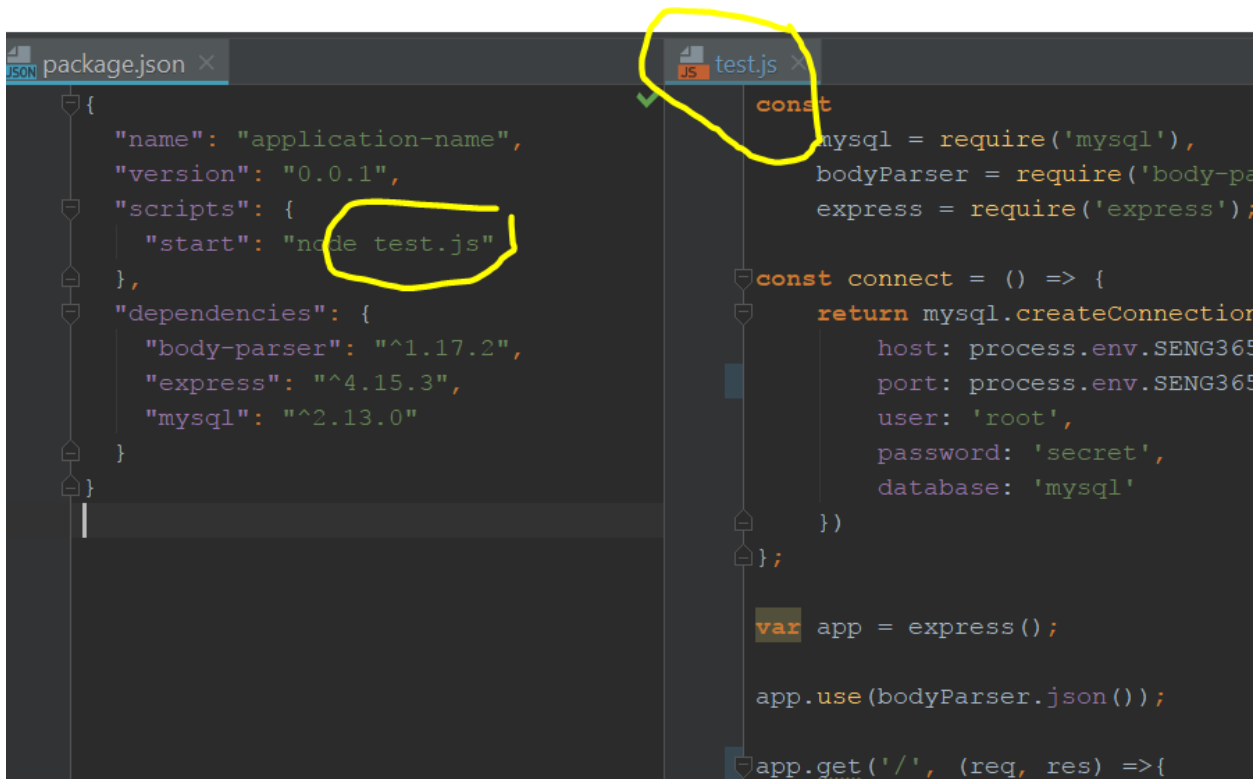 JSON package.json
{
"name": "application-name",
"version": "0.0.1",
"scripts": {
"start": "node test.js"
},
"dependencies": {
"body-parser": "^1.17.2",
"express": "^4.15.3",
"mysql": "^2.13.0"
}
}
JS test.js
const
mysql = require('mysql'),
bodyParser = require('body-pa
express = require('express');
const connect = () => {
return mysql.createConnection
host: process.env.SENG365
port: process.env.SENG365
user: 'root',
password: 'secret',
database: 'mysql'
})
};
var app = express();
app.use(bodyParser.json());
app.get('/', (req, res) =>{